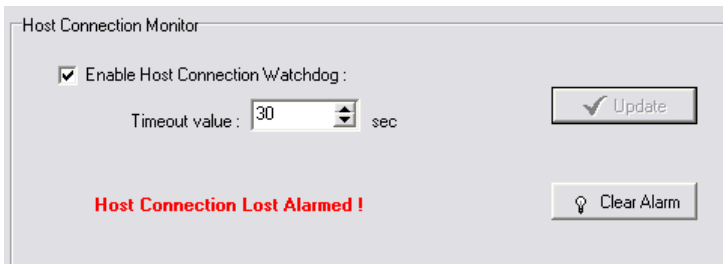 Host Connection Monitor
Enable Host Connection Watchdog :
Timeout value : 30 sec
Update
Host Connection Lost Alarmed !
Clear Alarm